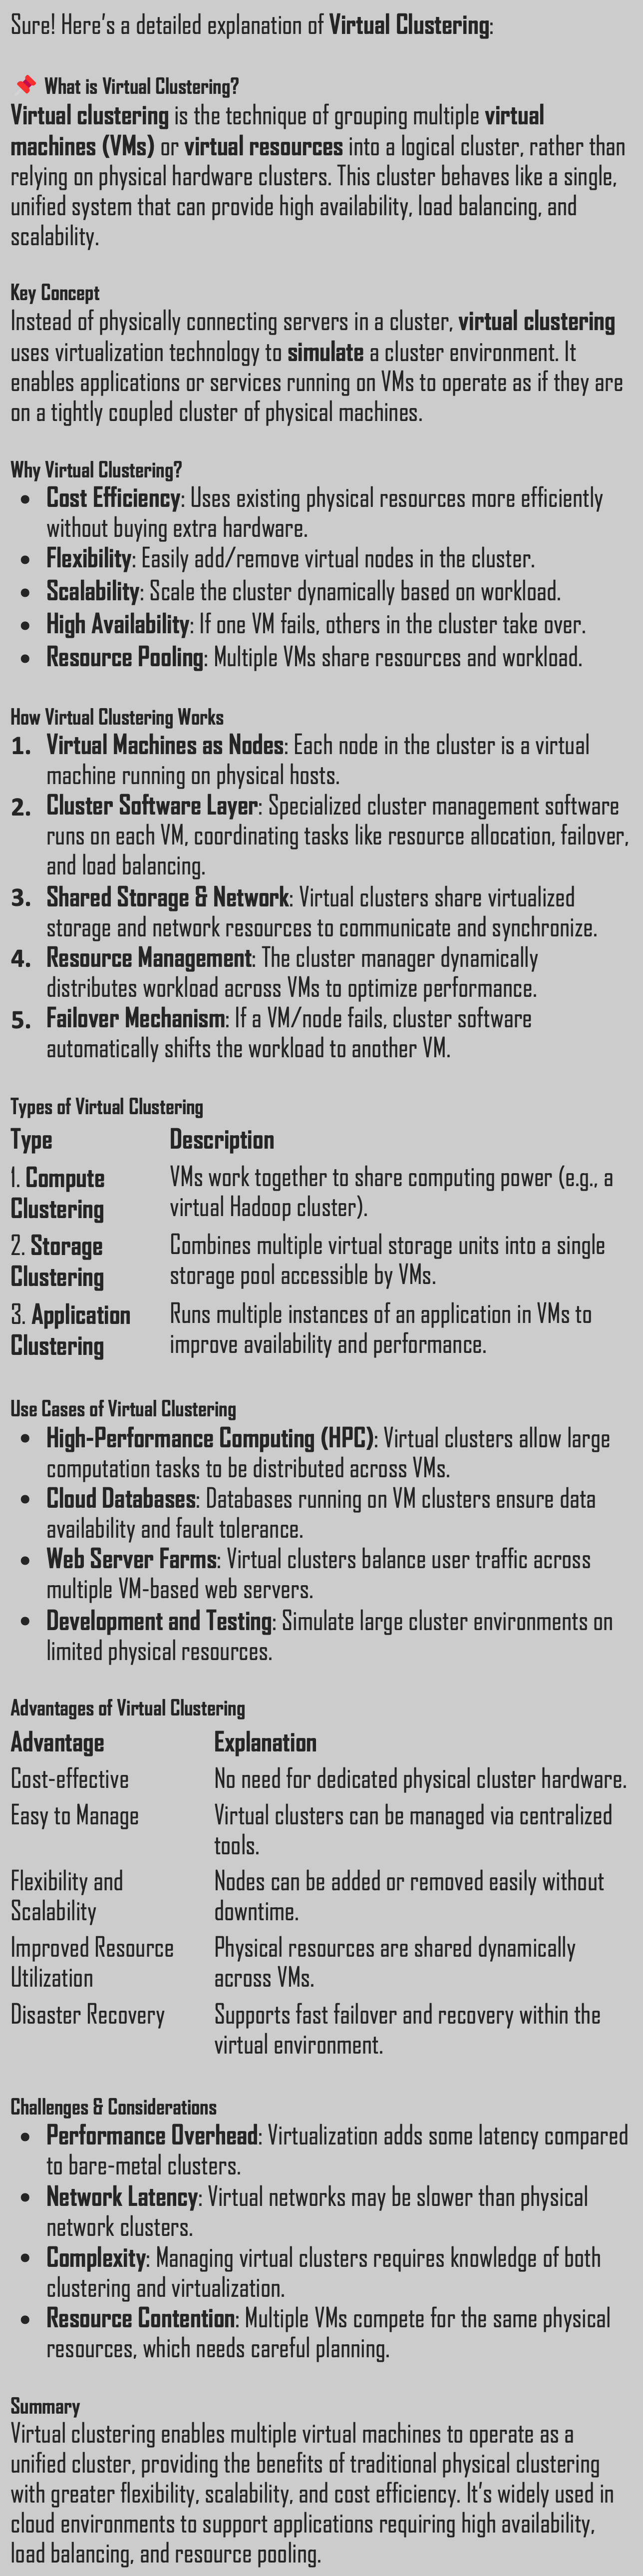 Sure! Here's a detailed explanation of Virtual Clustering:
📌 What is Virtual Clustering?
Virtual clustering is the technique of grouping multiple virtual
machines (VMs) or virtual resources into a logical cluster, rather than
relying on physical hardware clusters. This cluster behaves like a single,
unified system that can provide high availability, load balancing, and
scalability.
Key Concept
Instead of physically connecting servers in a cluster, virtual clustering
uses virtualization technology to simulate a cluster environment. It
enables applications or services running on VMs to operate as if they are
on a tightly coupled cluster of physical machines.
Why Virtual Clustering?
• Cost Efficiency: Uses existing physical resources more efficiently
without buying extra hardware.
• Flexibility: Easily add/remove virtual nodes in the cluster.
• Scalability: Scale the cluster dynamically based on workload.
• High Availability: If one VM fails, others in the cluster take over.
• Resource Pooling: Multiple VMs share resources and workload.
How Virtual Clustering Works
1. Virtual Machines as Nodes: Each node in the cluster is a virtual
machine running on physical hosts.
2. Cluster Software Layer: Specialized cluster management software
runs on each VM, coordinating tasks like resource allocation, failover,
and load balancing.
3. Shared Storage & Network: Virtual clusters share virtualized
storage and network resources to communicate and synchronize.
4. Resource Management: The cluster manager dynamically
distributes workload across VMs to optimize performance.
5. Failover Mechanism: If a VM/node fails, cluster software
automatically shifts the workload to another VM.
Types of Virtual Clustering
Type Description
1. Compute VMs work together to share computing power (e.g., a
Clustering virtual Hadoop cluster).
2. Storage Combines multiple virtual storage units into a single
Clustering storage pool accessible by VMs.
3. Application Runs multiple instances of an application in VMs to
Clustering improve availability and performance.
Use Cases of Virtual Clustering
• High-Performance Computing (HPC): Virtual clusters allow large
computation tasks to be distributed across VMs.
• Cloud Databases: Databases running on VM clusters ensure data
availability and fault tolerance.
• Web Server Farms: Virtual clusters balance user traffic across
multiple VM-based web servers.
• Development and Testing: Simulate large cluster environments on
limited physical resources.
Advantages of Virtual Clustering
Advantage Explanation
Cost-effective No need for dedicated physical cluster hardware.
Easy to Manage Virtual clusters can be managed via centralized
tools.
Flexibility and Nodes can be added or removed easily without
Scalability downtime.
Improved Resource Physical resources are shared dynamically
Utilization across VMs.
Disaster Recovery Supports fast failover and recovery within the
virtual environment.
Challenges & Considerations
• Performance Overhead: Virtualization adds some latency compared
to bare-metal clusters.
• Network Latency: Virtual networks may be slower than physical
network clusters.
• Complexity: Managing virtual clusters requires knowledge of both
clustering and virtualization.
• Resource Contention: Multiple VMs compete for the same physical
resources, which needs careful planning.
Summary
Virtual clustering enables multiple virtual machines to operate as a
unified cluster, providing the benefits of traditional physical clustering
with greater flexibility, scalability, and cost efficiency. It's widely used in
cloud environments to support applications requiring high availability,
load balancing, and resource pooling.